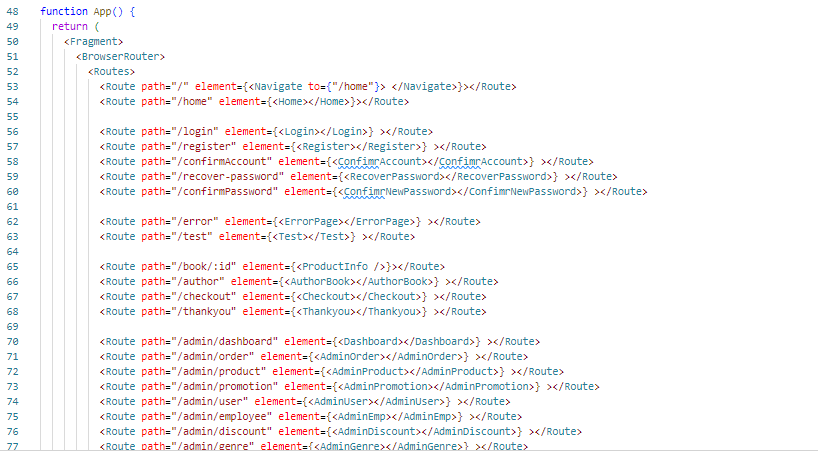 48 function App() {
49 return (
50 <Fragment>
51 <BrowserRouter>
52 <Routes>
53 <Route path="/" element={<Navigate to={"/home"}> </Navigate>}></Route>
54 <Route path="/home" element={<Home></Home>}></Route>
55
56 <Route path="/login" element={<Login></Login>} ></Route>
57 <Route path="/register" element={<Register></Register>} ></Route>
58 <Route path="/confirmAccount" element={<ConfimrAccount></ConfimrAccount>} ></Route>
59 <Route path="/recover-password" element={<RecoverPassword></RecoverPassword>} ></Route>
60 <Route path="/confirmPassword" element={<ConfimrNewPassword></ConfimrNewPassword>} ></Route>
61
62 <Route path="/error" element={<ErrorPage></ErrorPage>} ></Route>
63 <Route path="/test" element={<Test></Test>} ></Route>
64
65 <Route path="/book/:id" element={<ProductInfo />}></Route>
66 <Route path="/author" element={<AuthorBook></AuthorBook>} ></Route>
67 <Route path="/checkout" element={<Checkout></Checkout>} ></Route>
68 <Route path="/thankyou" element={<Thankyou></Thankyou>} ></Route>
69
70 <Route path="/admin/dashboard" element={<Dashboard></Dashboard>} ></Route>
71 <Route path="/admin/order" element={<AdminOrder></AdminOrder>} ></Route>
72 <Route path="/admin/product" element={<AdminProduct></AdminProduct>} ></Route>
73 <Route path="/admin/promotion" element={<AdminPromotion></AdminPromotion>} ></Route>
74 <Route path="/admin/user" element={<AdminUser></AdminUser>} ></Route>
75 <Route path="/admin/employee" element={<AdminEmp></AdminEmp>} ></Route>
76 <Route path="/admin/discount" element={<AdminDiscount></AdminDiscount>} ></Route>
77 <Route path="/admin/genre" element={<AdminGenre></AdminGenre>} ></Route>